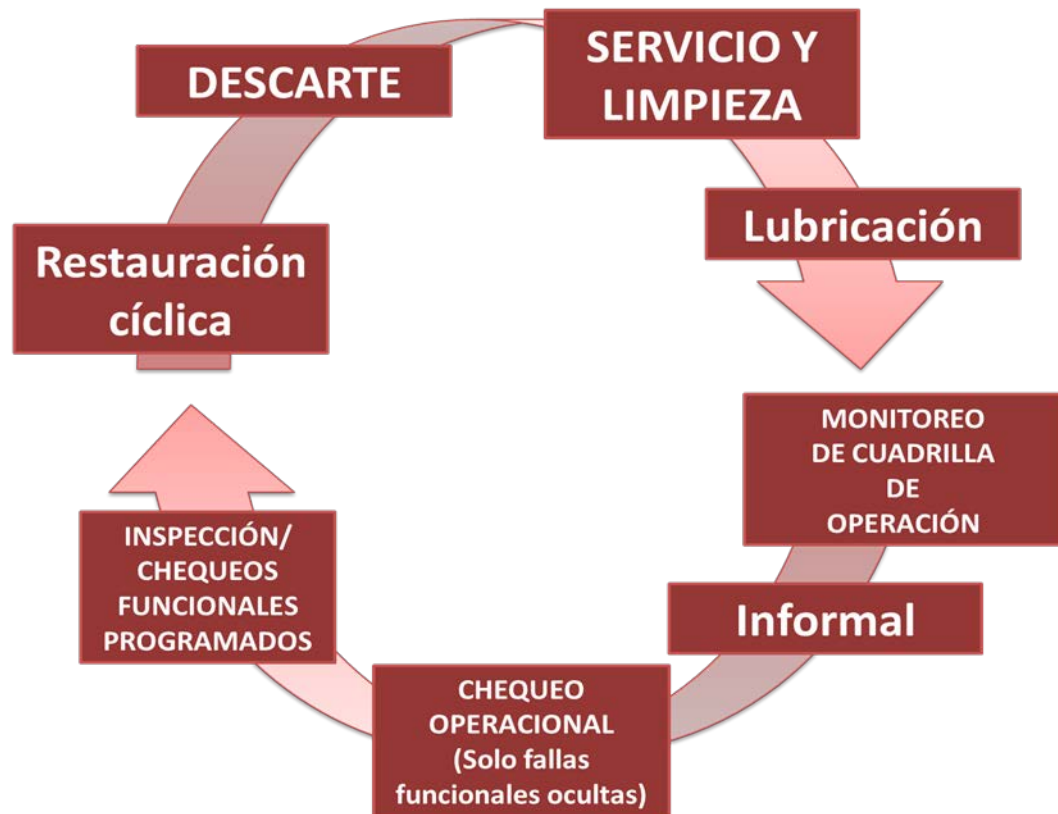 DESCARTE
SERVICIO Y
LIMPIEZA
Lubricación
MONITOREO
DE CUADRILLA
DE
OPERACIÓN
Informal
CHEQUEO
OPERACIONAL
(Solo fallas
funcionales ocultas)
INSPECCIÓN/
CHEQUEOS
FUNCIONALES
PROGRAMADOS
Restauración
cíclica